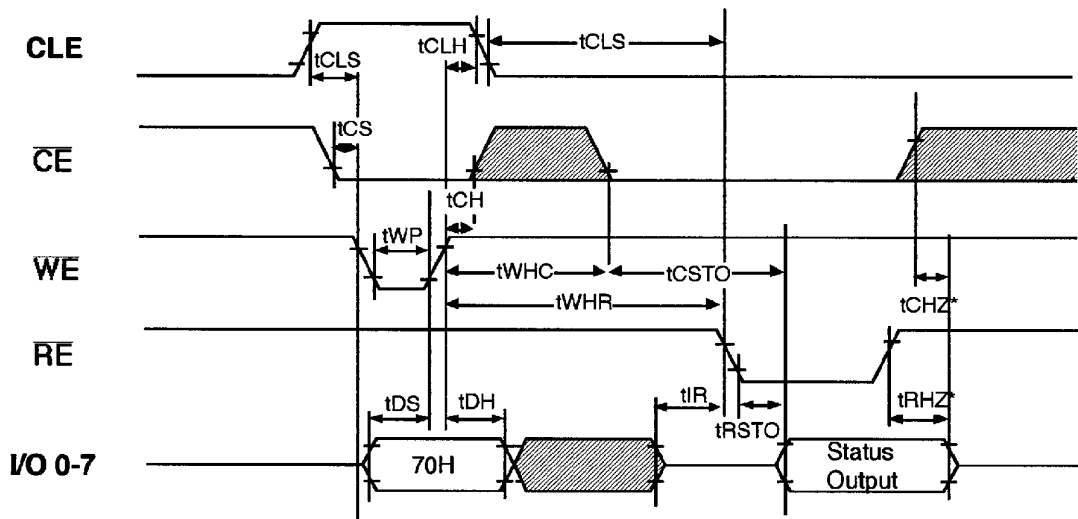 CLE
tCLS
tCLH
tCLS
CE
tCS
tCH
WE
tWP
tWHC
tCSTO
tWHR
tCHZ*
RE
tDS
tDH
tIR
tRSTO
tRHZ*
I/O 0-7
70H
Status
Output